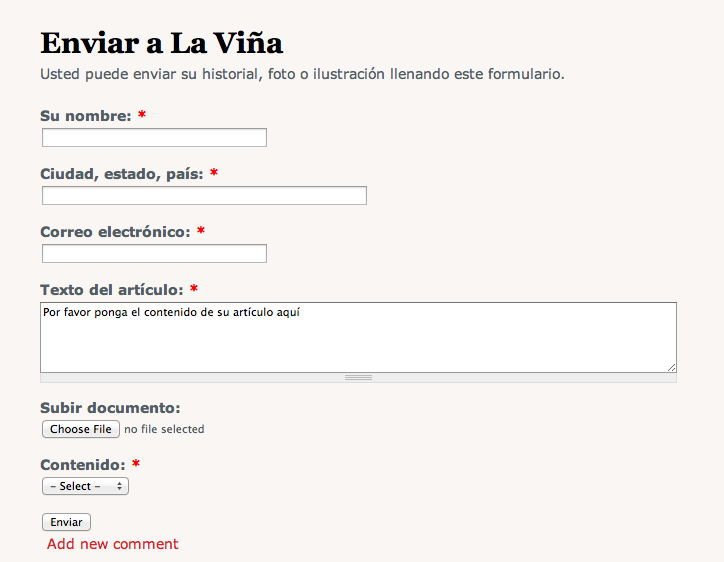 Enviar a La Viña
Usted puede enviar su historial, foto o ilustración llenando este formulario.
Su nombre: *
Ciudad, estado, país: *
Correo electrónico: *
Texto del artículo: *
Por favor ponga el contenido de su artículo aquí
Subir documento:
Choose File no file selected
Contenido: *
– Select –
Enviar
Add new comment